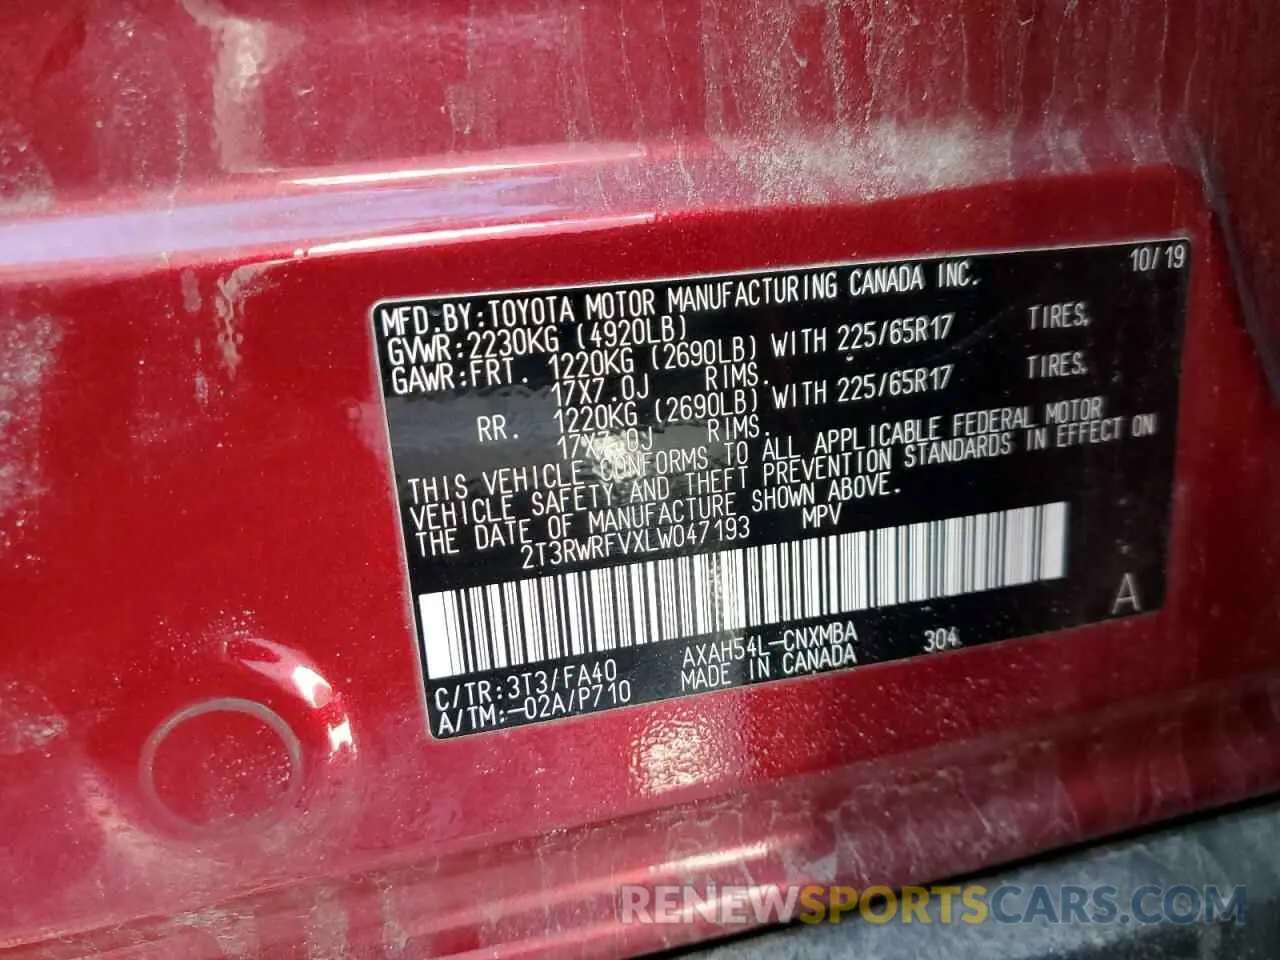 10/19
MFD.BY:TOYOTA MOTOR MANUFACTURING CANADA INC.
GVWR:2230KG (4920LB)
GAWR:FRT. 1220KG (2690LB) WITH 225/65R17 TIRES,
17X7.0J RIMS.
RR. 1220KG (2690LB) WITH 225/65R17 TIRES,
17X7.0J RIMS.
THIS VEHICLE CONFORMS TO ALL APPLICABLE FEDERAL MOTOR
VEHICLE SAFETY AND THEFT PREVENTION STANDARDS IN EFFECT ON
THE DATE OF MANUFACTURE SHOWN ABOVE.
2T3RWRFVXLW047193 MPV
A
C/TR:3T3/FA40 AXAH54L-CNXMBA 304
A/TM:-02A/P710 MADE IN CANADA
RENEWSPORTSCARS.COM